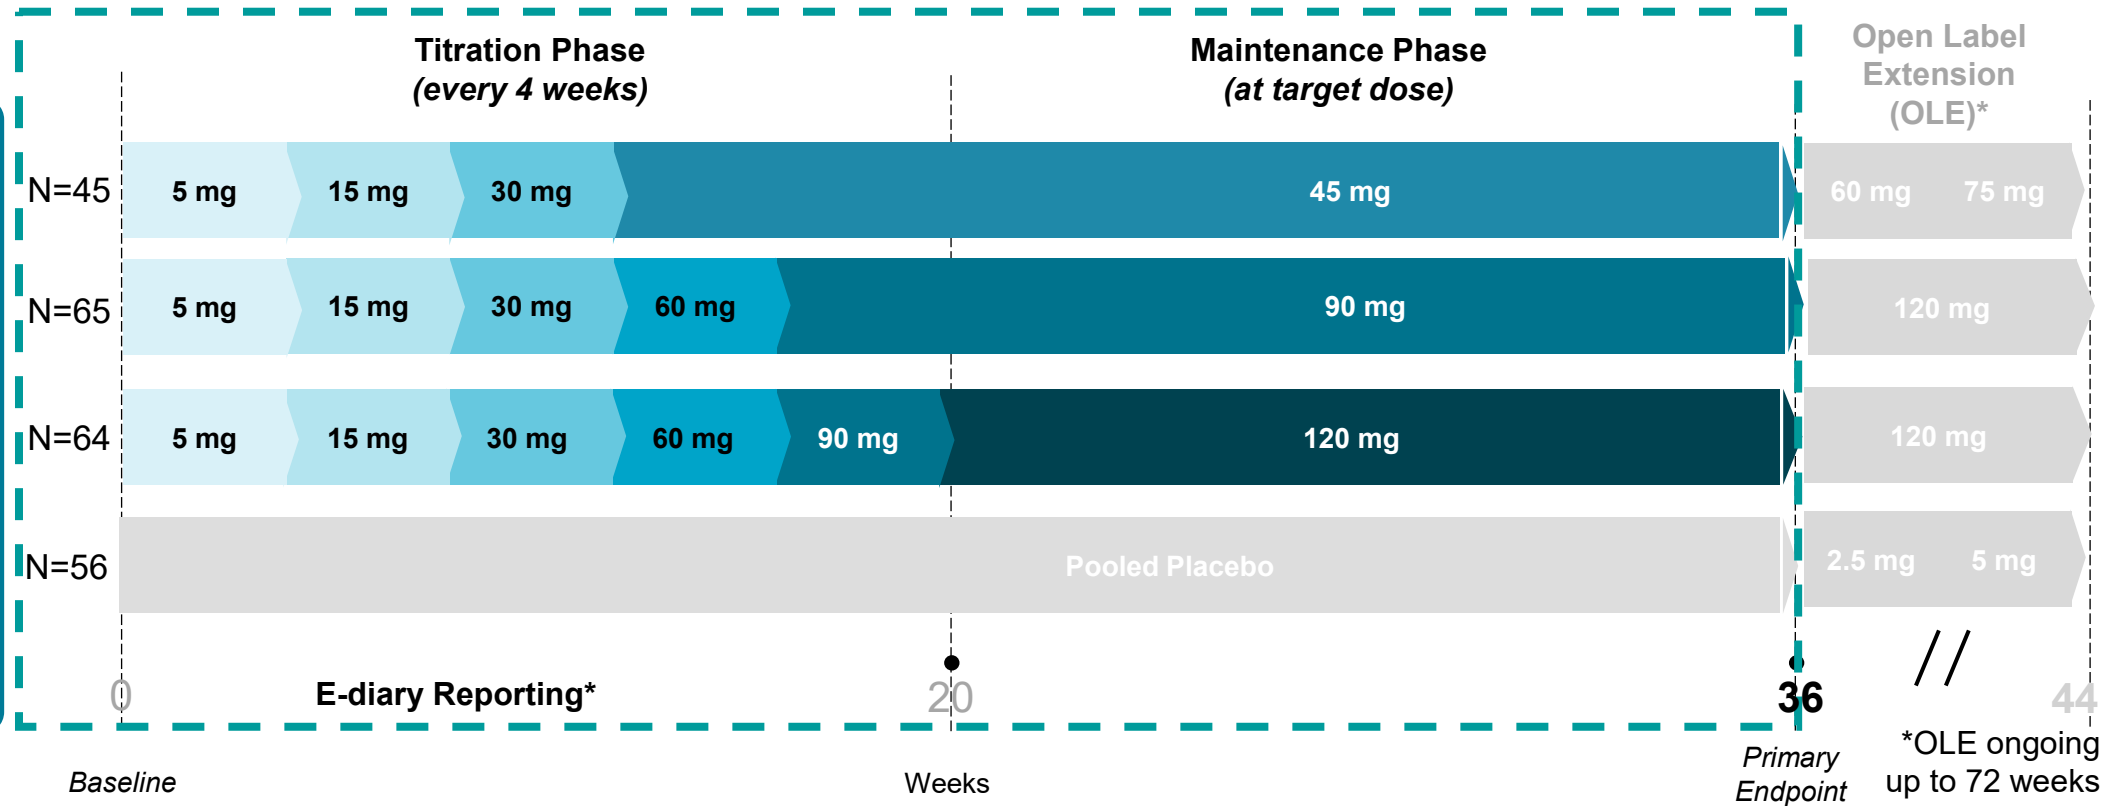 Titration Phase
(every 4 weeks)
Maintenance Phase
(at target dose)
Open Label
Extension
(OLE)*
N=45
5 mg
15 mg
30 mg
45 mg
60 mg
75 mg
N=65
5 mg
15 mg
30 mg
60 mg
90 mg
120 mg
N=64
5 mg
15 mg
30 mg
60 mg
90 mg
120 mg
120 mg
N=56
Pooled Placebo
2.5 mg
5 mg
0
E-diary Reporting*
20
36
44
Baseline
Weeks
Primary
Endpoint
*OLE ongoing
up to 72 weeks